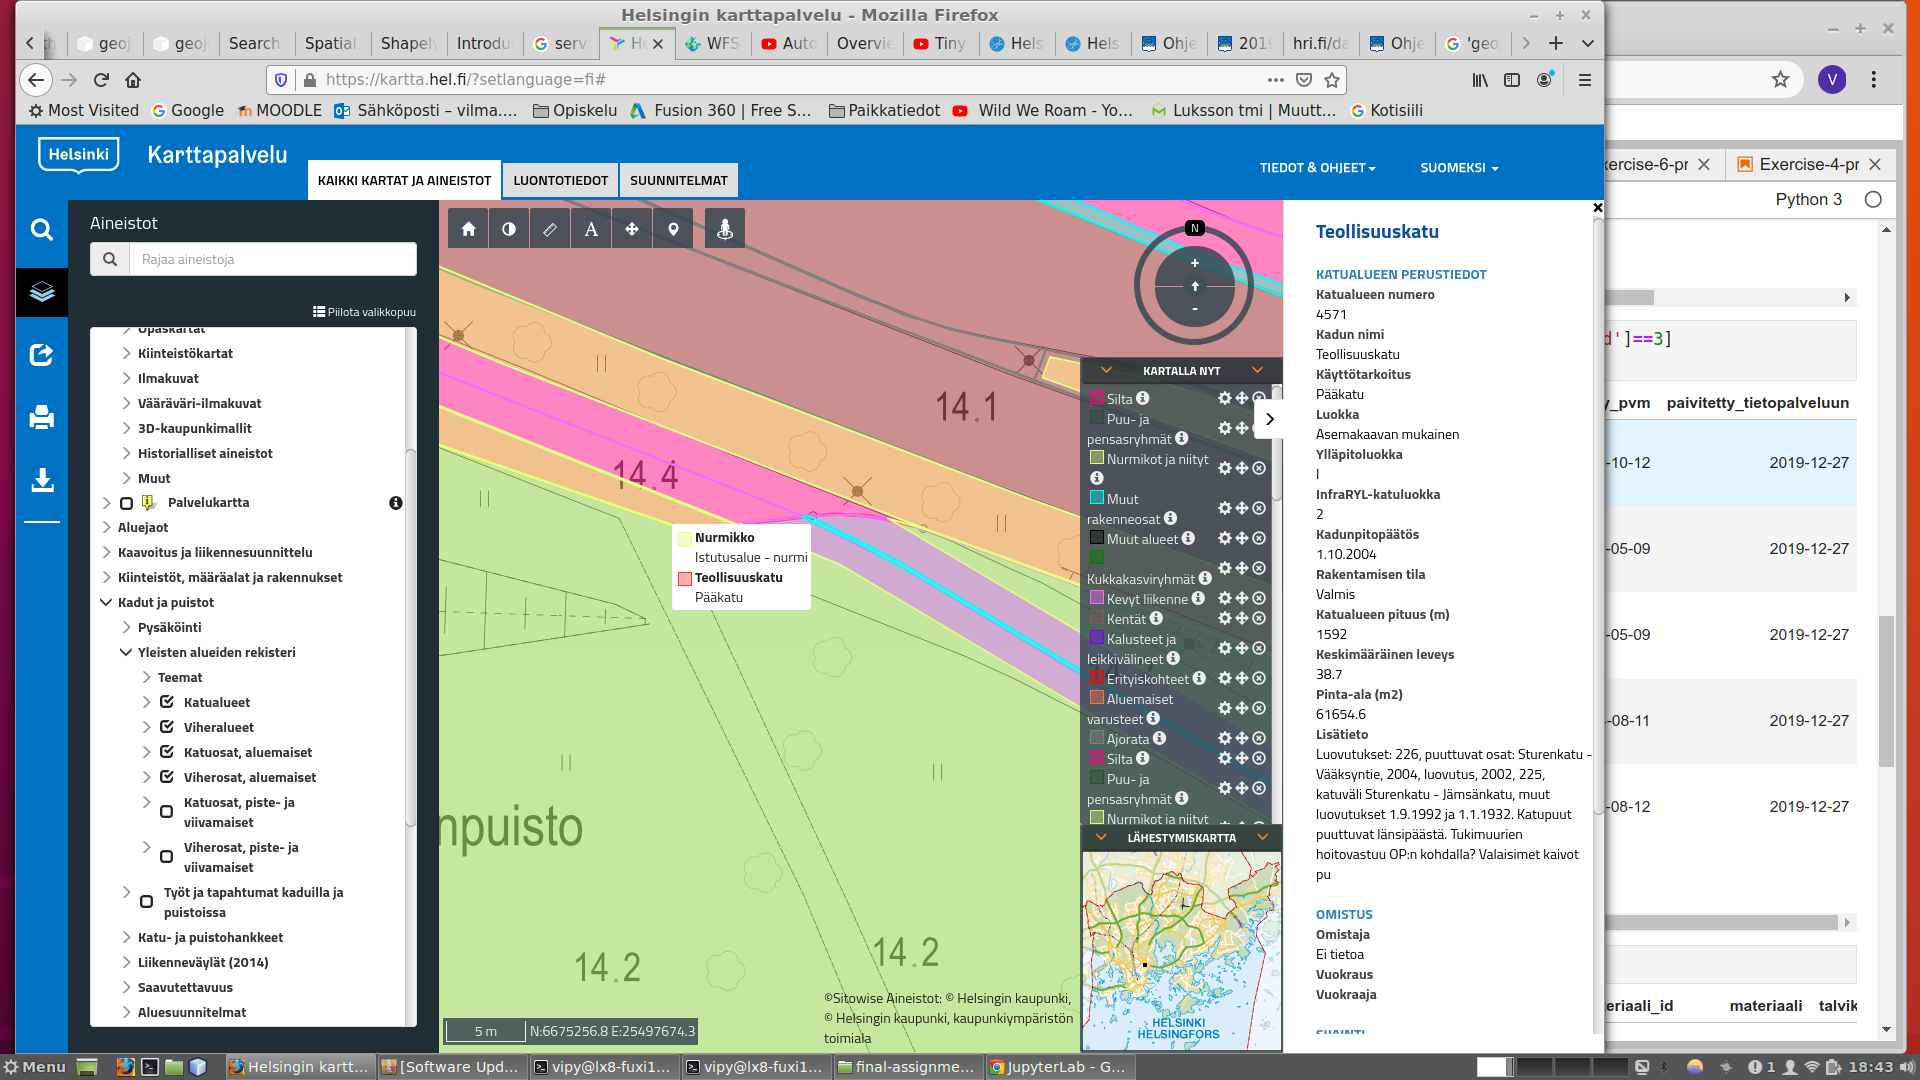 Helsingin karttapalvelu - Mozilla Firefox
geoj
geoj
Search
Spatial
Shapely
Introdu
serv
He
WFS
Auto
Overvie
Tiny
Hels
Hels
Ohje
2019
hri.fi/da
Ohje
'geo
https://kartta.hel.fi/?setlanguage=fi#
V
Most Visited
Google
MOODLE
Sähköposti – vilma....
Opiskelu
Fusion 360 | Free S...
Paikkatiedot
Wild We Roam - Yo...
Luksson tmi | Muutt...
Kotisiili
Helsinki
Karttapalvelu
KAIKKI KARTAT JA AINEISTOT
LUONTOTIEDOT
SUUNNITELMAT
TIEDOT & OHJEET
SUOMEKSI
Aineistot
Rajaa aineistoja
Piilota valikkopuu
Opaskartat
Kiinteistökartat
Ilmakuvat
Vääräväri-ilmakuvat
3D-kaupunkimallit
Historialliset aineistot
Muut
Palvelukartta
Aluejaot
Kaavoitus ja liikennesuunnittelu
Kiinteistöt, määräalat ja rakennukset
Kadut ja puistot
Pysäköinti
Yleisten alueiden rekisteri
Teemat
Katualueet
Viheralueet
Katuosat, aluemaiset
Viherosat, aluemaiset
Katuosat, piste- ja
viivamaiset
Viherosat, piste- ja
viivamaiset
Työt ja tapahtumat kaduilla ja
puistoissa
Katu- ja puistohankkeet
Liikenneväylät (2014)
Saavutettavuus
Aluesuunnitelmat
A
N
+
-
14.1
14.4
Nurmikko
Istutusalue - nurmi
Teollisuuskatu
Pääkatu
npuisto
14.2
14.2
©Sitowise Aineistot: © Helsingin kaupunki,
© Helsingin kaupunki, kaupunkiympäristön
toimiala
5 m
N:6675256.8 E:25497674.3
KARTALLA NYT
Silta
Puu- ja
pensasryhmät
Nurmikot ja niityt
Muut
rakenneosat
Muut alueet
Kukkakasviryhmät
Kevyt liikenne
Kentät
Kalusteet ja
leikkivälineet
Erityiskohteet
Aluemaiset
varusteet
Ajorata
Silta
Puu- ja
pensasryhmät
Nurmikot ja niityt
LÄHESTYMISKARTTA
HELSINKI
HELSINGFORS
Teollisuuskatu
KATUALUEEN PERUSTIEDOT
Katualueen numero
4571
Kadun nimi
Teollisuuskatu
Käyttötarkoitus
Pääkatu
Luokka
Asemakaavan mukainen
Ylläpitoluokka
I
InfraRYL-katuluokka
2
Kadunpitopäätös
1.10.2004
Rakentamisen tila
Valmis
Katualueen pituus (m)
1592
Keskimääräinen leveys
38.7
Pinta-ala (m2)
61654.6
Lisätieto
Luovutukset: 226, puuttuvat osat: Sturenkatu -
Vääksyntie, 2004, luovutus, 2002, 225,
katuväli Sturenkatu - Jämsänkatu, muut
luovutukset 1.9.1992 ja 1.1.1932. Katupuut
puuttuvat länsipäästä. Tukimuurien
hoitovastuu OP:n kohdalla? Valaisimet kaivot
pu
OMISTUS
Omistaja
Ei tietoa
Vuokraus
Vuokraaja
xercise-6-pr
Exercise-4-pr
Python 3
d']==3]
y_pvm
paivitetty_tietopalveluun
-10-12
2019-12-27
-05-09
2019-12-27
-05-09
2019-12-27
-08-11
2019-12-27
-08-12
2019-12-27
teriaali_id
materiaali
talvik
Menu
Helsingin kartt...
[Software Upd...
vipy@lx8-fuxi1...
vipy@lx8-fuxi1...
final-assignme...
JupyterLab - G...
1
18:43